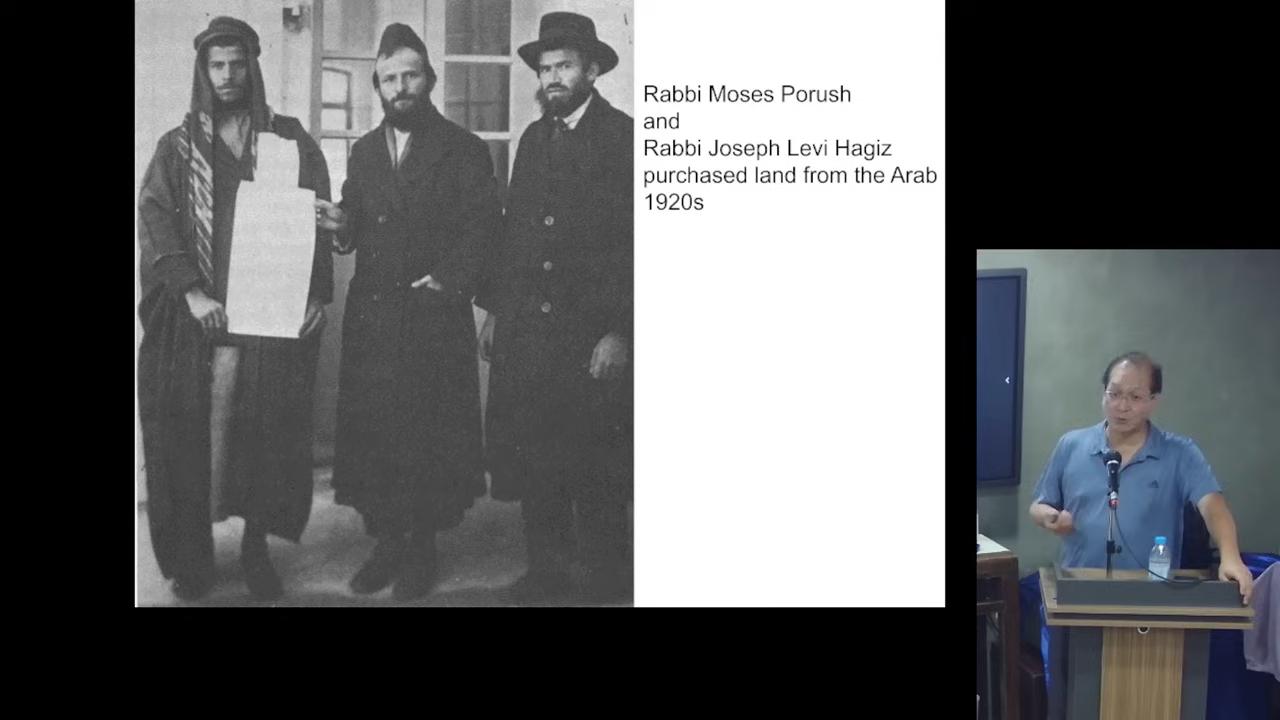 Rabbi Moses Porush
and
Rabbi Joseph Levi Hagiz
purchased land from the Arab
1920s